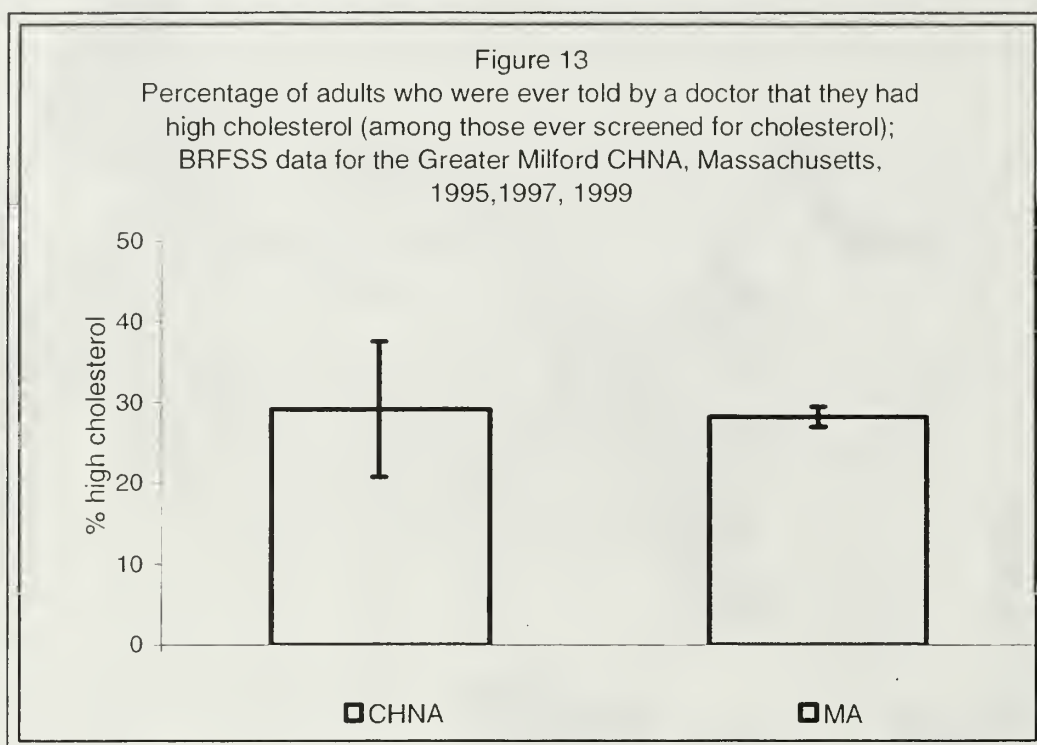 Figure 13
Percentage of adults who were ever told by a doctor that they had
high cholesterol (among those ever screened for cholesterol);
BRFSS data for the Greater Milford CHNA, Massachusetts,
1995,1997, 1999
50
40
30
20
10
0
% high cholesterol
CHNA
MA